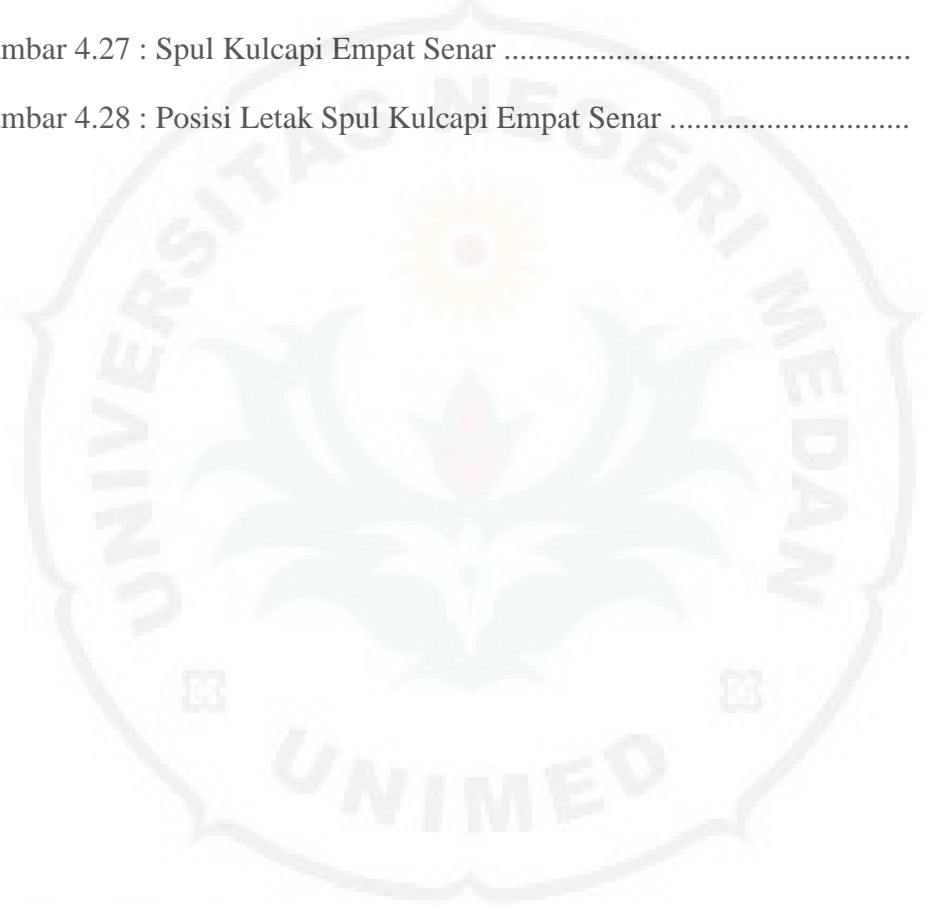 mbar 4.27 : Spul Kulcapi Empat Senar ..................................................
mbar 4.28 : Posisi Letak Spul Kulcapi Empat Senar .............................
UNIVERSITAS NEGERI MEDAN
UNIMED